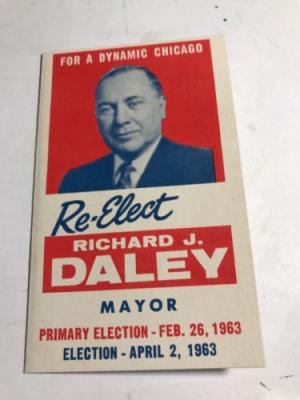 FOR A DYNAMIC CHICAGO
Re-Elect
RICHARD J.
DALEY
MAYOR
PRIMARY ELECTION - FEB. 26, 1963
ELECTION - APRIL 2, 1963